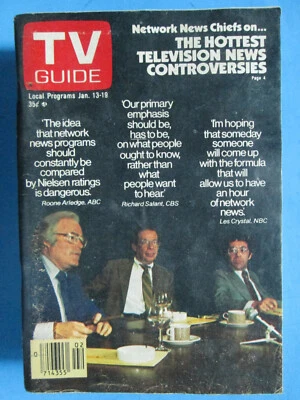 Network News Chiefs on...
THE HOTTEST
TELEVISION NEWS
CONTROVERSIES
Page 4
TV
GUIDE
Local Programs Jan. 13-19
35¢
'The idea
that network
news programs
should
constantly be
compared
by Nielsen ratings
is dangerous.'
Roone Arledge, ABC
'Our primary
emphasis
should be,
has to be,
on what people
ought to know,
rather than
what
people want
to hear.'
Richard Salant, CBS
'I'm hoping
that someday
someone
will come up
with the formula
that will
allow us to have
an hour
of network
news.'
Les Crystal, NBC
02
0
714355